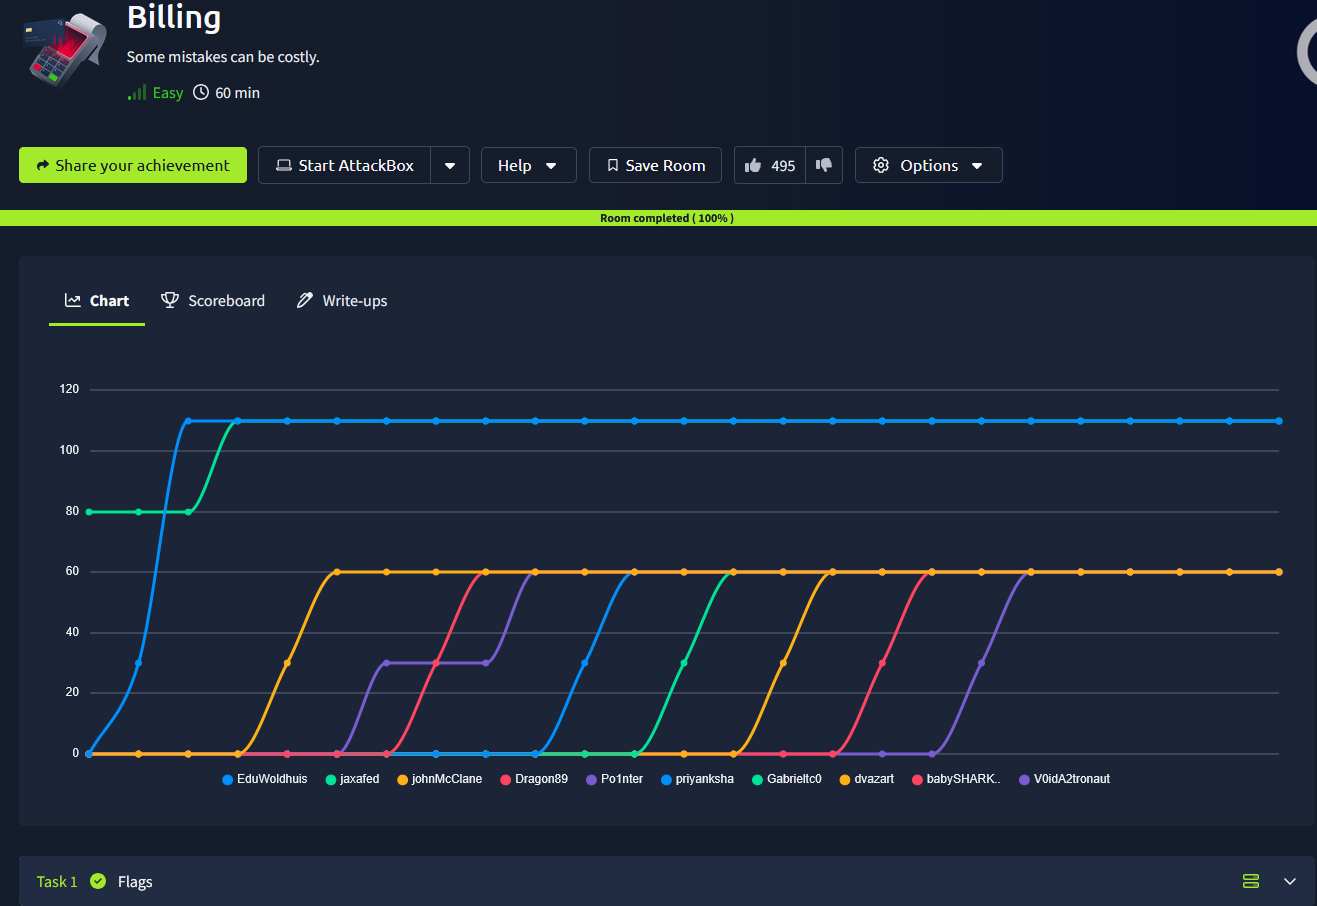 Billing
Some mistakes can be costly.
Easy 60 min
Share your achievement Start AttackBox Help Save Room 495 Options
Room completed ( 100% )
Chart Scoreboard Write-ups
120
100
80
60
40
20
0
EduWoldhuis jaxafed johnMcClane Dragon89 Po1nter priyanksha Gabrieltc0 dvazart babySHARK.. V0idA2tronaut
Task 1 Flags